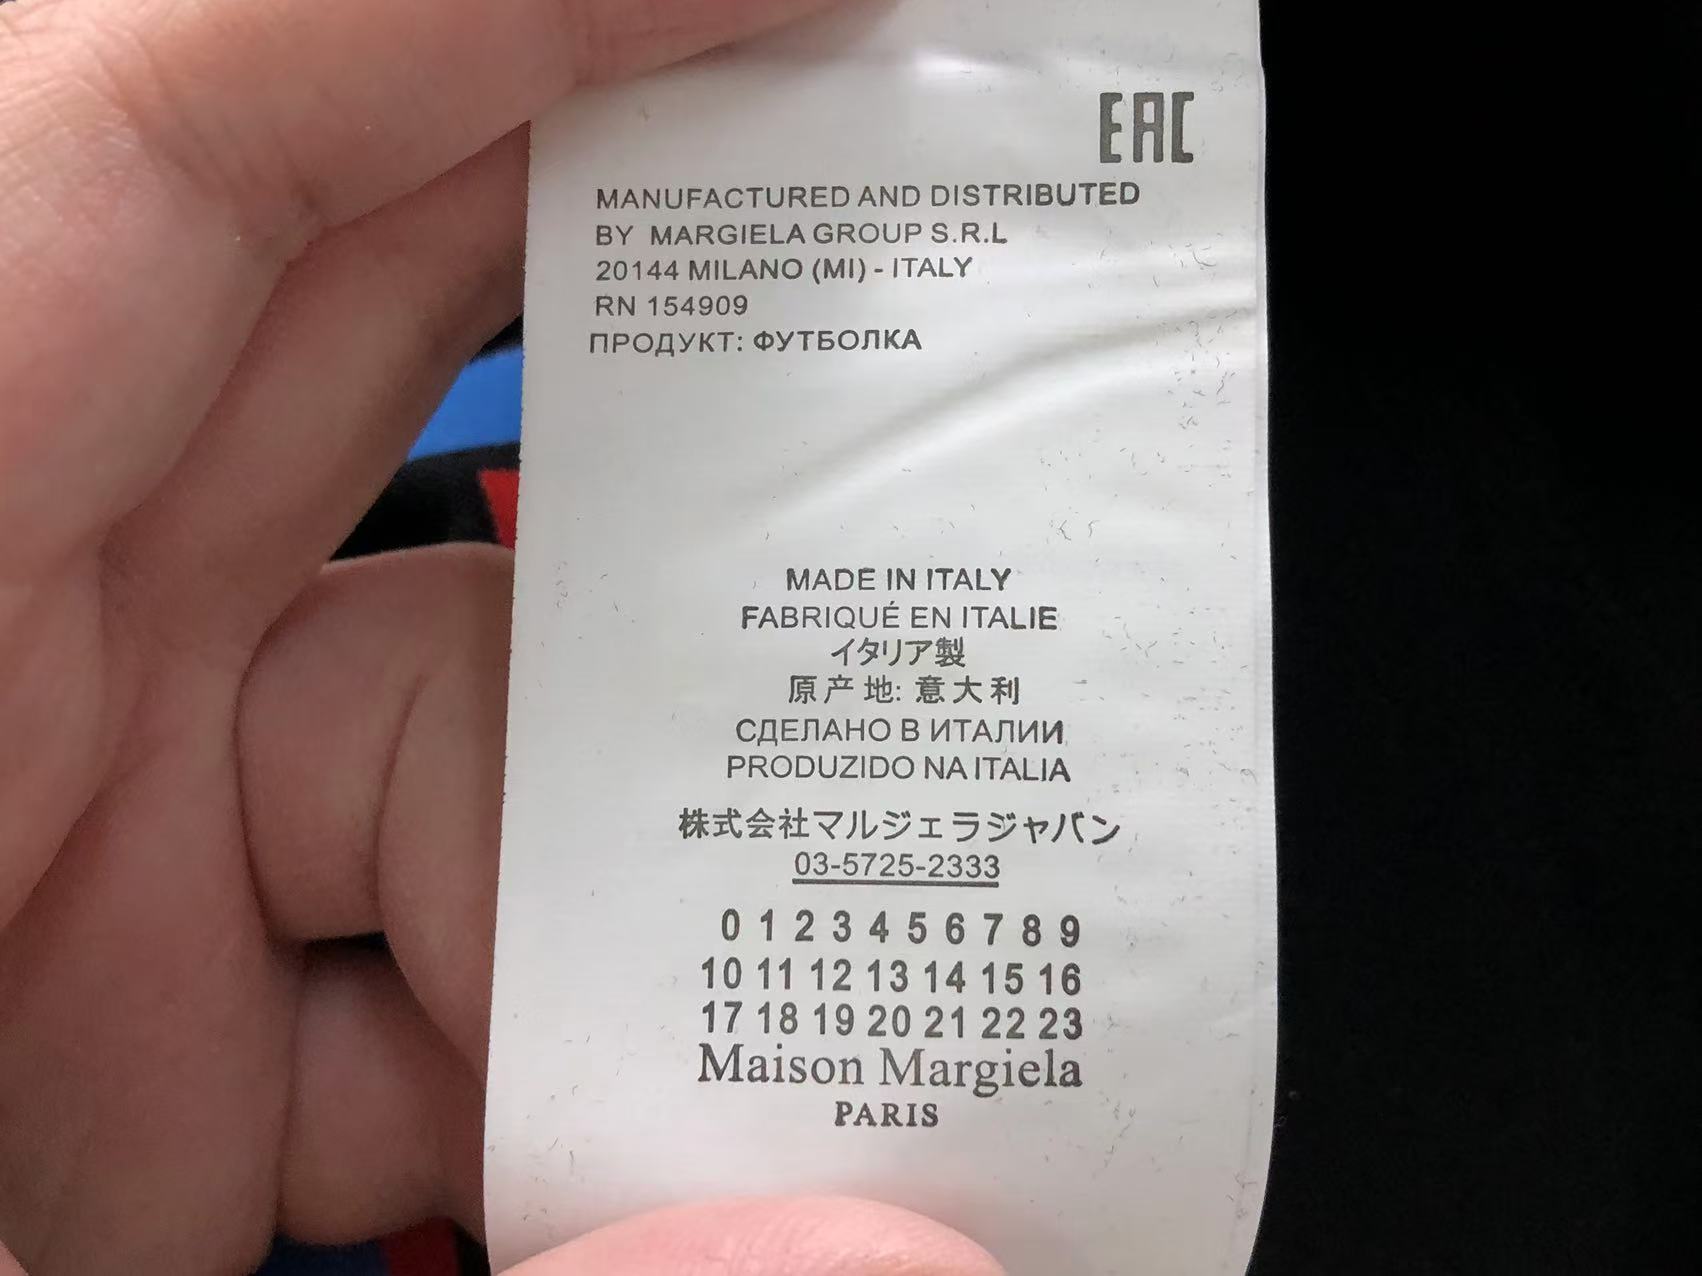 EAC
MANUFACTURED AND DISTRIBUTED
BY MARGIELA GROUP S.R.L
20144 MILANO (MI) - ITALY
RN 154909
ПРОДУКТ: ФУТБОЛКА
MADE IN ITALY
FABRIQUÉ EN ITALIE
イタリア製
原产地: 意大利
СДЕЛАНО В ИТАЛИИ
PRODUZIDO NA ITALIA
株式会社マルジェラジャパン
03-5725-2333
0 1 2 3 4 5 6 7 8 9
10 11 12 13 14 15 16
17 18 19 20 21 22 23
Maison Margiela
PARIS